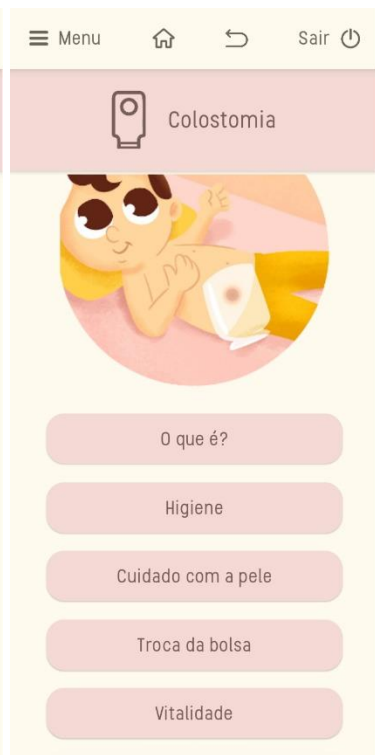 Menu
Sair
Colostomia
O que é?
Higiene
Cuidado com a pele
Troca da bolsa
Vitalidade